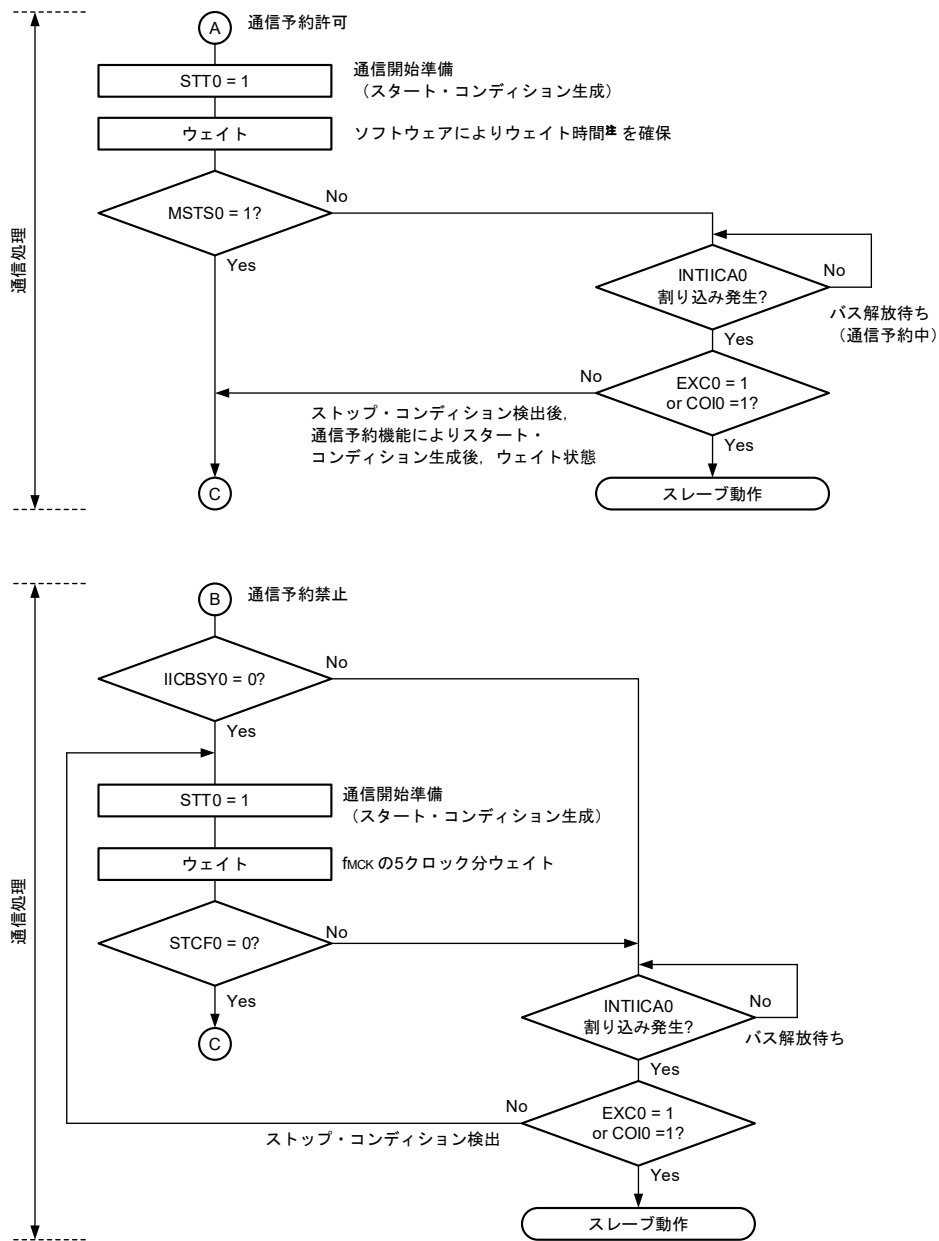 A
通信予約許可
STT0 = 1
通信開始準備
（スタート・コンディション生成）
ウェイト
ソフトウェアによりウェイト時間注 を確保
MSTS0 = 1?
No
Yes
通信処理
INTIICA0
割り込み発生?
No
バス解放待ち
（通信予約中）
Yes
EXC0 = 1
or COI0 =1?
No
ストップ・コンディション検出後,
通信予約機能によりスタート・
コンディション生成後, ウェイト状態
Yes
C
スレーブ動作
B
通信予約禁止
IICBSY0 = 0?
No
Yes
STT0 = 1
通信開始準備
（スタート・コンディション生成）
ウェイト
fMCK の5クロック分ウェイト
通信処理
STCF0 = 0?
No
Yes
C
INTIICA0
割り込み発生?
No
バス解放待ち
Yes
EXC0 = 1
or COI0 =1?
No
ストップ・コンディション検出
Yes
スレーブ動作